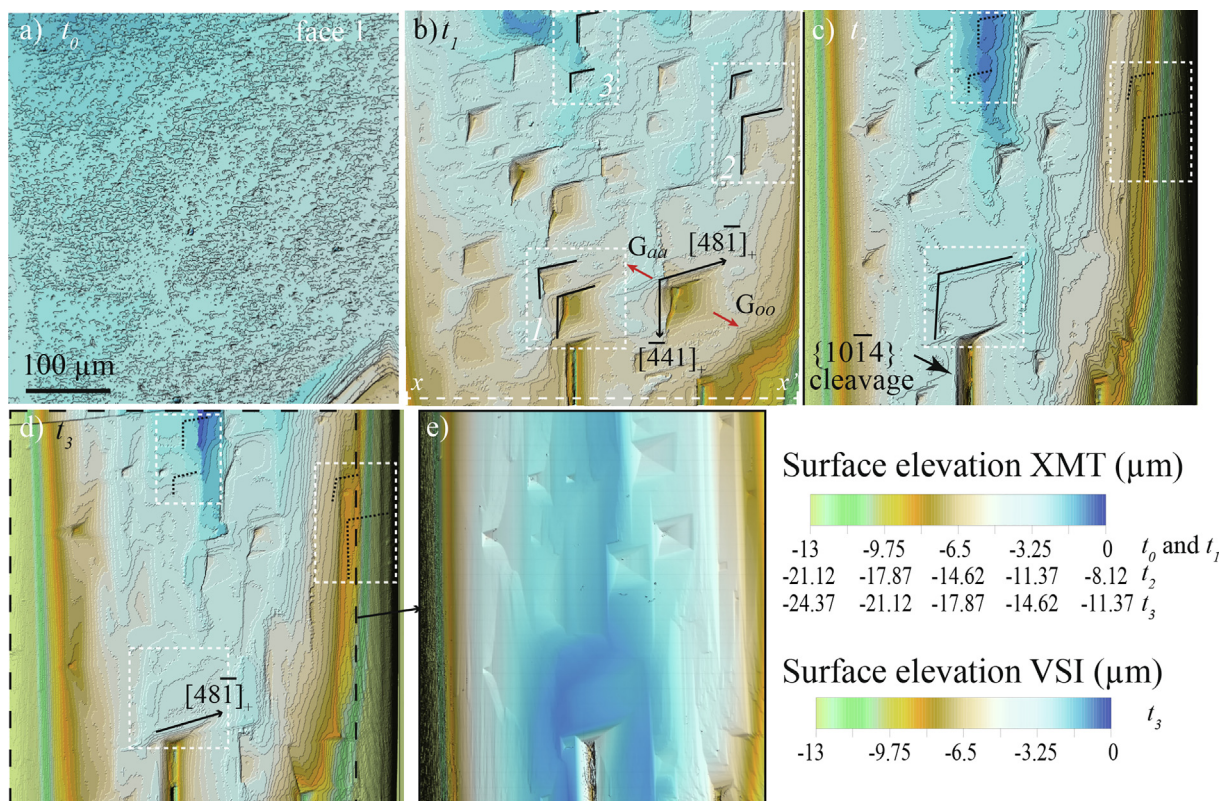 a) t₀ face 1
100 µm
b) t₁
3
2
1
Gaa
[48̅1̅]₊
Goo
[4̅41]₊
x x'
c) t₂
{101̅4}
cleavage
d) t₃
[481̅]₊
e)
Surface elevation XMT (µm)
-13 -9.75 -6.5 -3.25 0 t₀ and t₁
-21.12 -17.87 -14.62 -11.37 -8.12 t₂
-24.37 -21.12 -17.87 -14.62 -11.37 t₃
Surface elevation VSI (µm)
t₃
-13 -9.75 -6.5 -3.25 0